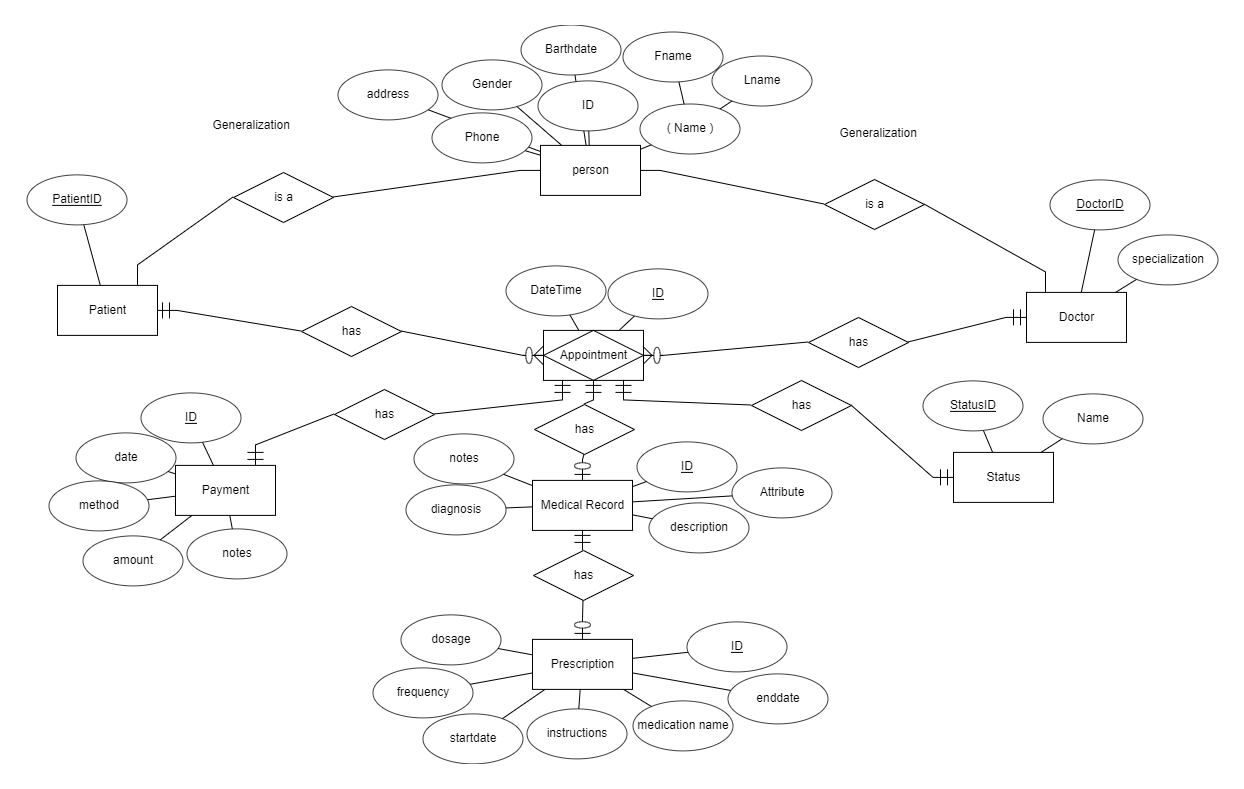 Barthdate
Fname
Lname
Gender
address
ID
( Name )
Phone
Generalization
Generalization
person
is a
is a
PatientID
DoctorID
specialization
DateTime
ID
Patient
Doctor
has
has
Appointment
ID
has
has
StatusID
Name
has
date
notes
ID
Payment
Status
method
Medical Record
Attribute
diagnosis
description
amount
notes
has
dosage
ID
Prescription
frequency
enddate
startdate
instructions
medication name